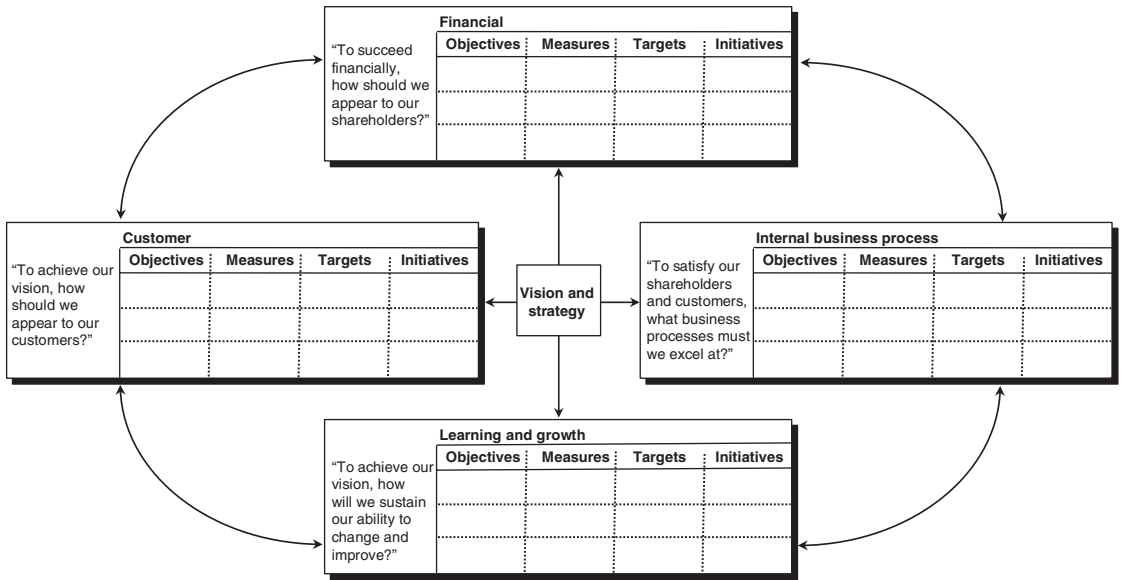 Financial
“To succeed
financially,
how should we
appear to our
shareholders?”
Objectives Measures Targets Initiatives
Customer
“To achieve our
vision, how
should we
appear to our
customers?”
Objectives Measures Targets Initiatives
Vision and
strategy
Internal business process
“To satisfy our
shareholders
and customers,
what business
processes must
we excel at?”
Objectives Measures Targets Initiatives
Learning and growth
“To achieve our
vision, how
will we sustain
our ability to
change and
improve?”
Objectives Measures Targets Initiatives